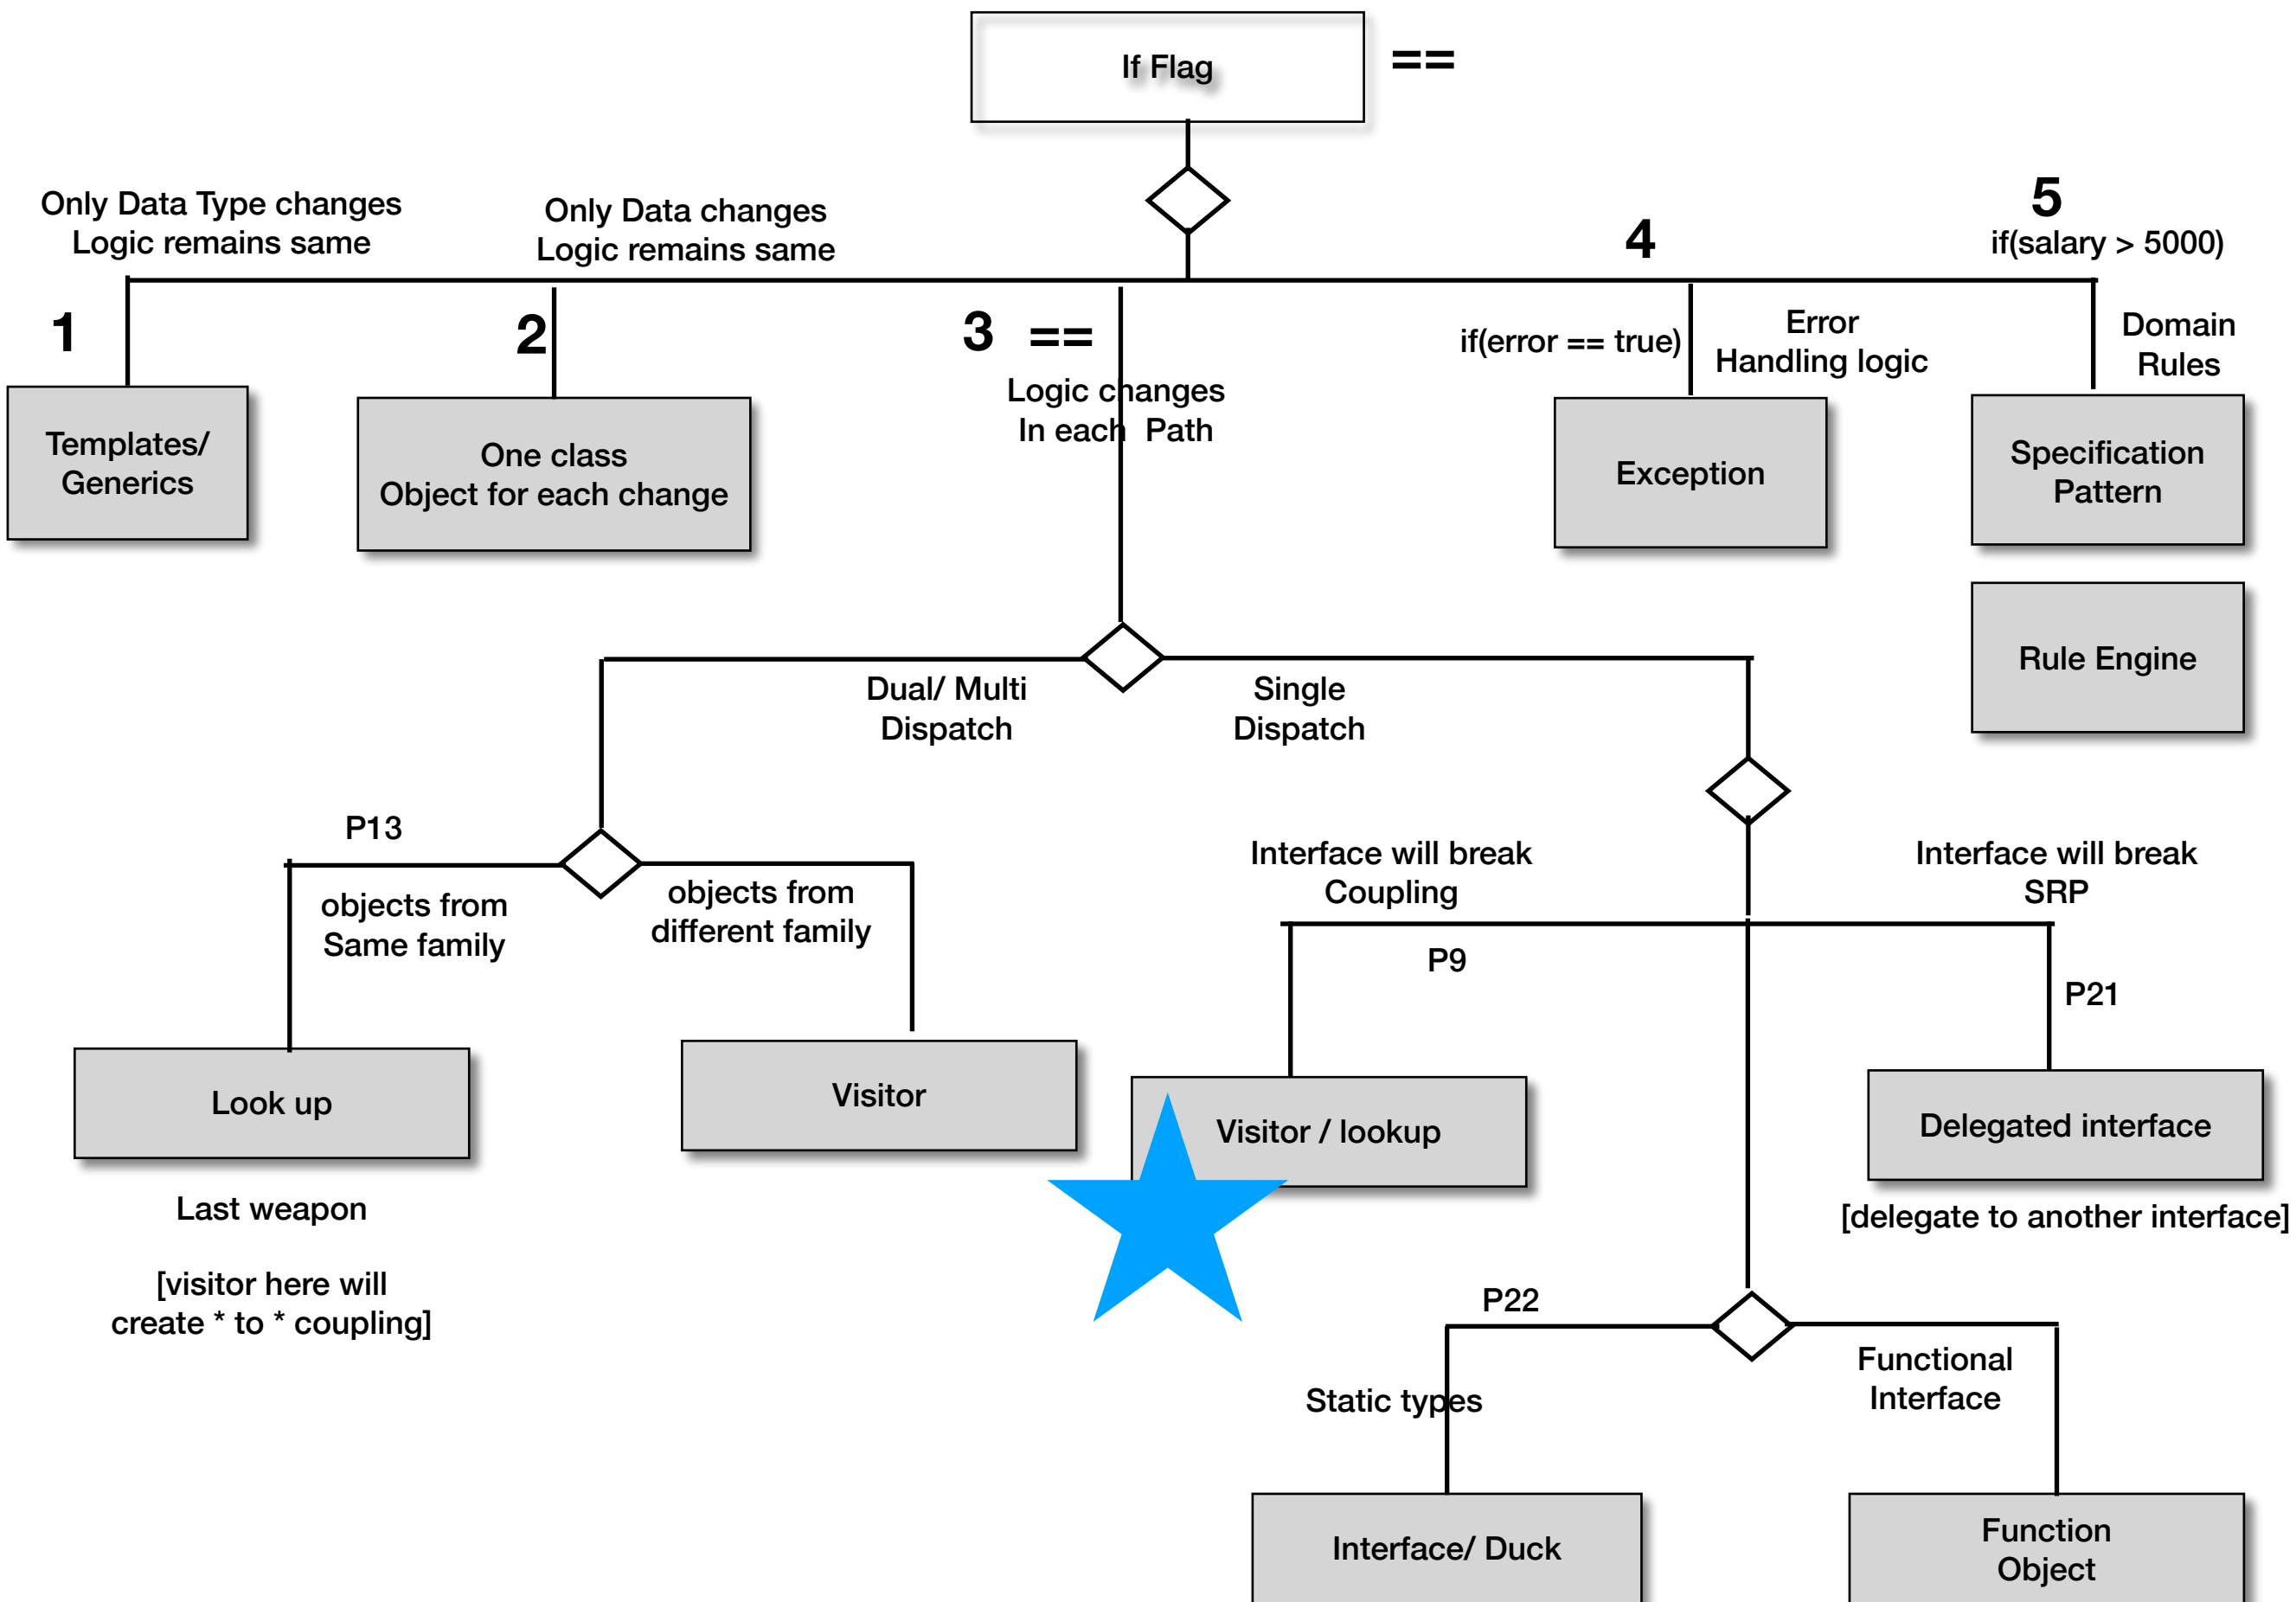 If Flag
==
Only Data Type changes
Logic remains same
Only Data changes
Logic remains same
5
if(salary > 5000)
4
1
2
3 ==
Logic changes
In each Path
if(error == true)
Error
Handling logic
Domain
Rules
Templates/
Generics
One class
Object for each change
Exception
Specification
Pattern
Rule Engine
Dual/ Multi
Dispatch
Single
Dispatch
P13
objects from
Same family
objects from
different family
Interface will break
Coupling
P9
Interface will break
SRP
P21
Look up
Visitor
Visitor / lookup
Delegated interface
Last weapon
[visitor here will
create * to * coupling]
[delegate to another interface]
P22
Static types
Functional
Interface
Interface/ Duck
Function
Object